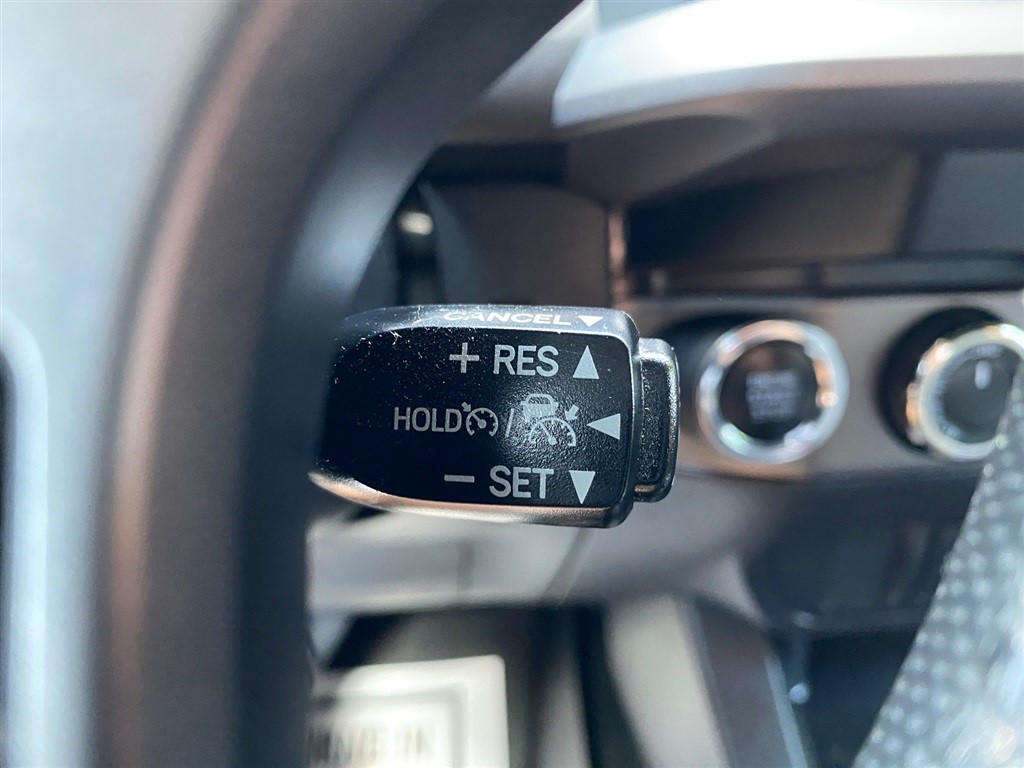 CANCEL ▼
+ RES ▲
HOLD / ◀
− SET ▼